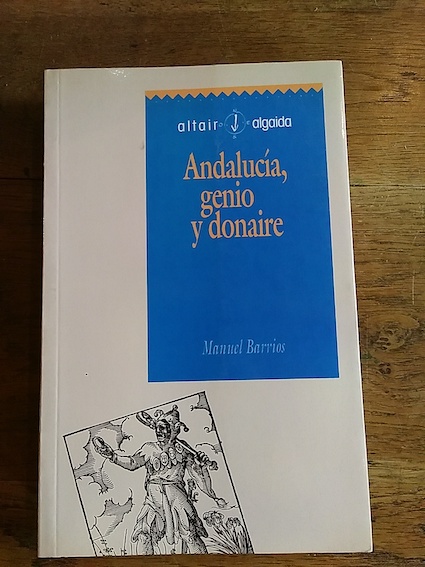 altair algaida
Andalucía,
genio
y donaire
Manuel Barrios